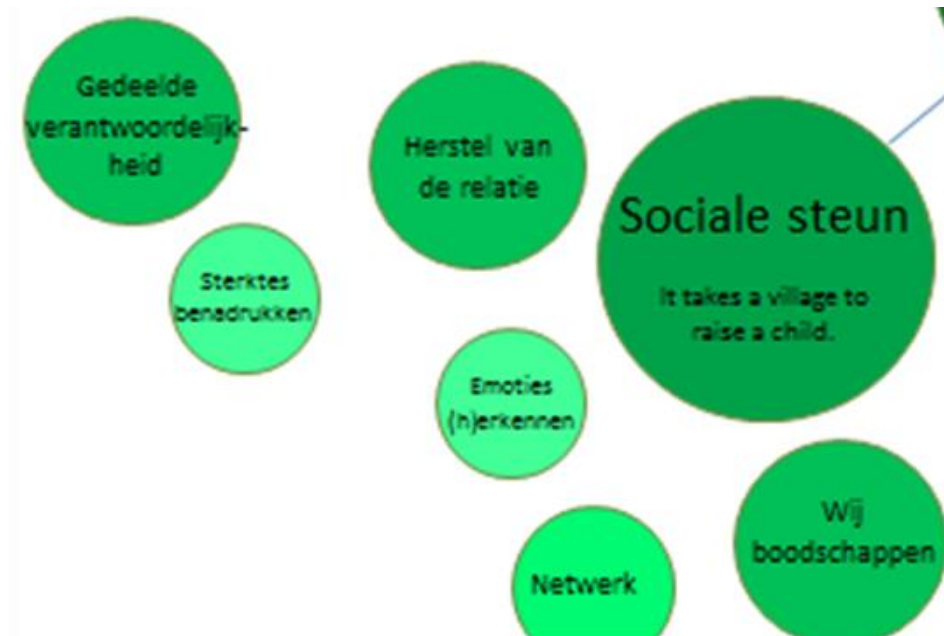 Gedeelde
verantwoordelijk-
heid
Herstel van
de relatie
Sociale steun
It takes a village to
raise a child.
Sterktes
benadrukken
Emoties
(h)erkennen
Wij
boodschappen
Netwerk